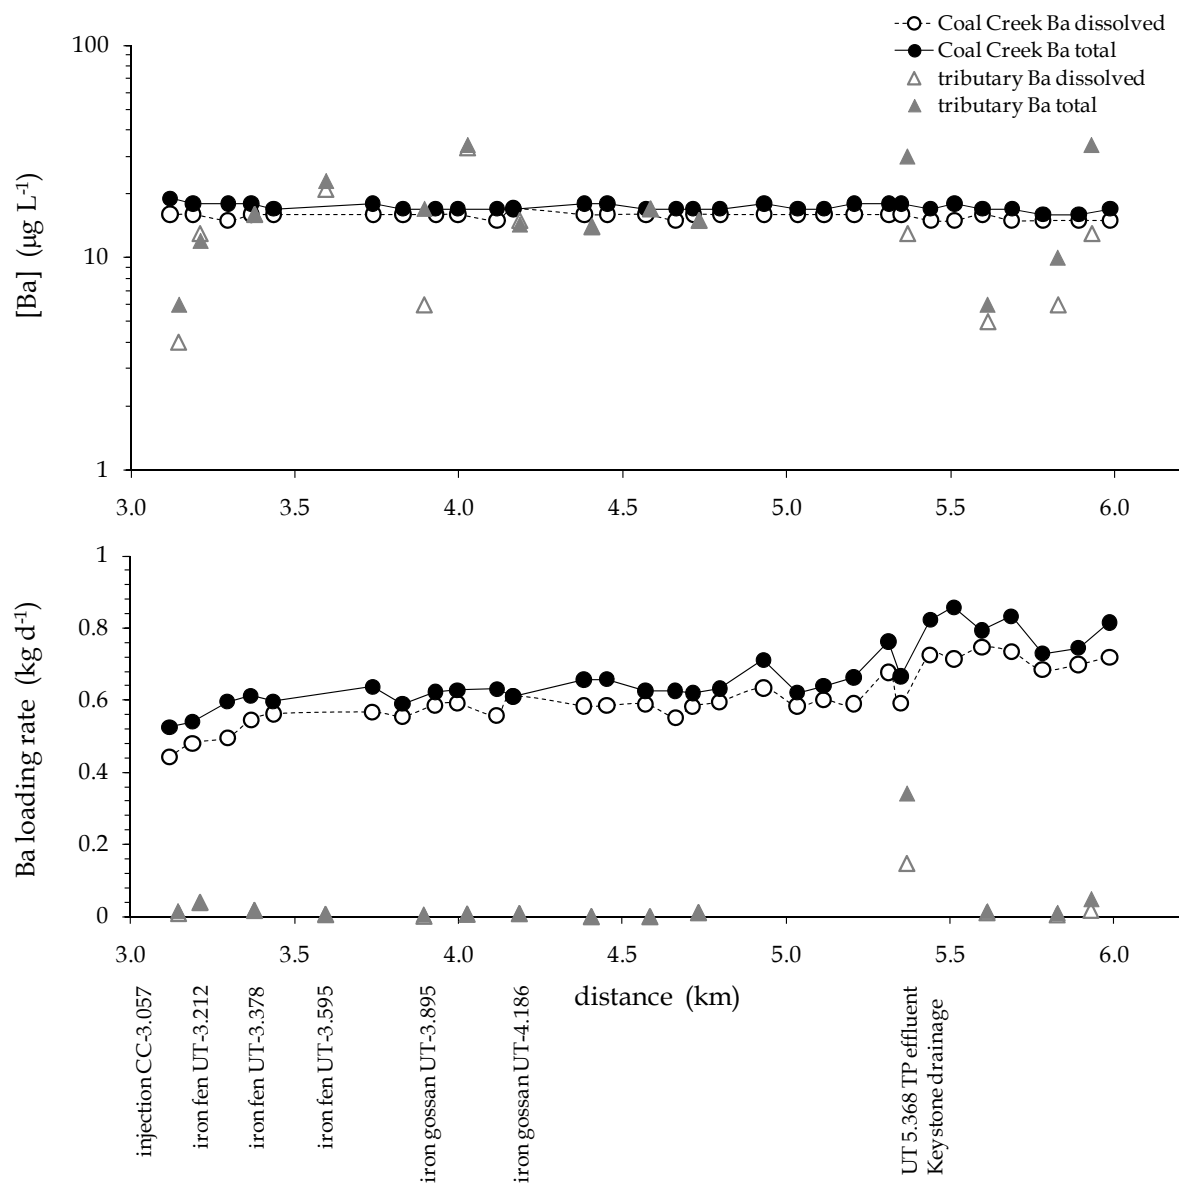 Coal Creek Ba dissolved
Coal Creek Ba total
tributary Ba dissolved
tributary Ba total
[Ba] (µg L-1)
100
10
1
3.0 3.5 4.0 4.5 5.0 5.5 6.0
Ba loading rate (kg d-1)
1
0.8
0.6
0.4
0.2
0
3.0 3.5 4.0 4.5 5.0 5.5 6.0
distance (km)
injection CC-3.057
iron fen UT-3.212
iron fen UT-3.378
iron fen UT-3.595
iron gossan UT-3.895
iron gossan UT-4.186
UT 5.368 TP effluent
Keystone drainage